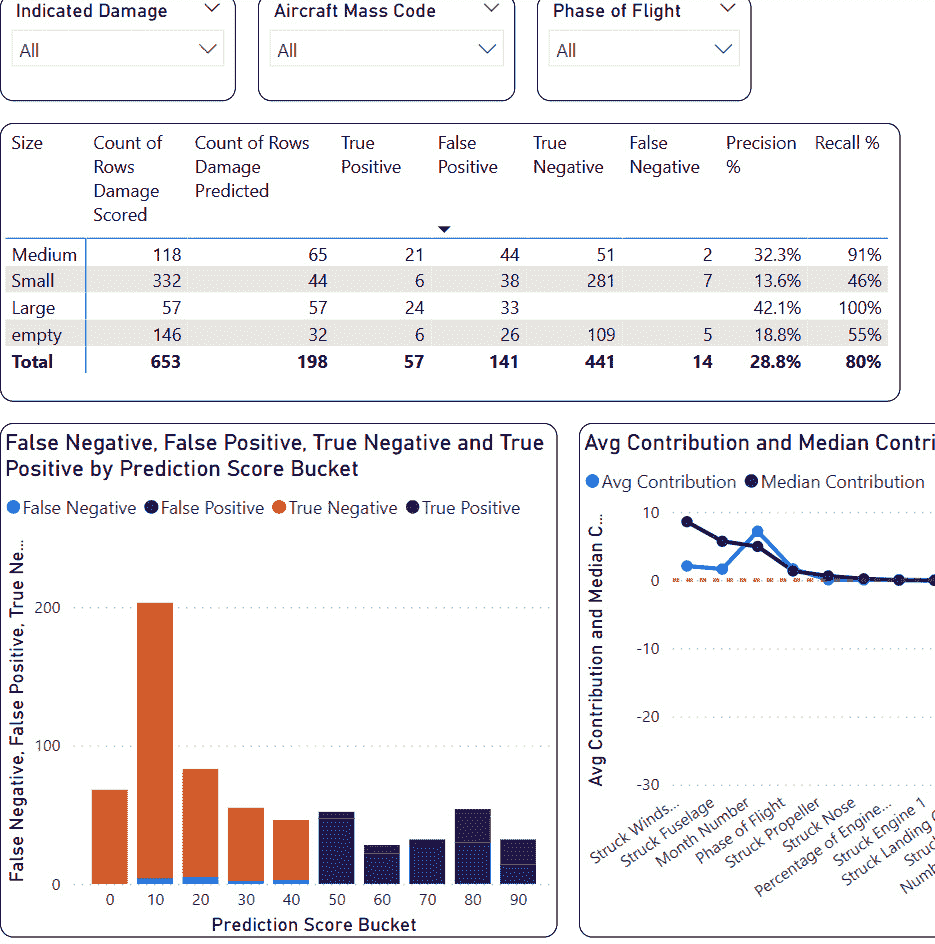 Indicated Damage
Aircraft Mass Code
Phase of Flight
All
All
All
Size
Count of Rows Damage Scored
Count of Rows Damage Predicted
True Positive
False Positive
True Negative
False Negative
Precision %
Recall %
Medium 118 65 21 44 51 2 32.3% 91%
Small 332 44 6 38 281 7 13.6% 46%
Large 57 57 24 33 42.1% 100%
empty 146 32 6 26 109 5 18.8% 55%
Total 653 198 57 141 441 14 28.8% 80%
False Negative, False Positive, True Negative and True
Positive by Prediction Score Bucket
False Negative False Positive True Negative True Positive
False Negative, False Positive, True Ne...
200
100
0
0 10 20 30 40 50 60 70 80 90
Prediction Score Bucket
Avg Contribution and Median Contri
Avg Contribution Median Contribution
Avg Contribution and Median C...
10
0
-10
-20
-30
Struck Winds...
Struck Fuselage
Month Number
Phase of Flight
Struck Propeller
Struck Nose
Percentage of Engine...
Struck Engine 1
Struck Landing
Struc
Numb